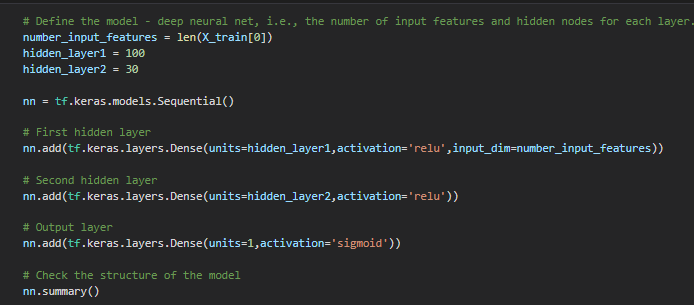 # Define the model - deep neural net, i.e., the number of input features and hidden nodes for each layer.
number_input_features = len(X_train[0])
hidden_layer1 = 100
hidden_layer2 = 30
nn = tf.keras.models.Sequential()
# First hidden layer
nn.add(tf.keras.layers.Dense(units=hidden_layer1,activation='relu',input_dim=number_input_features))
# Second hidden layer
nn.add(tf.keras.layers.Dense(units=hidden_layer2,activation='relu'))
# Output layer
nn.add(tf.keras.layers.Dense(units=1,activation='sigmoid'))
# Check the structure of the model
nn.summary()